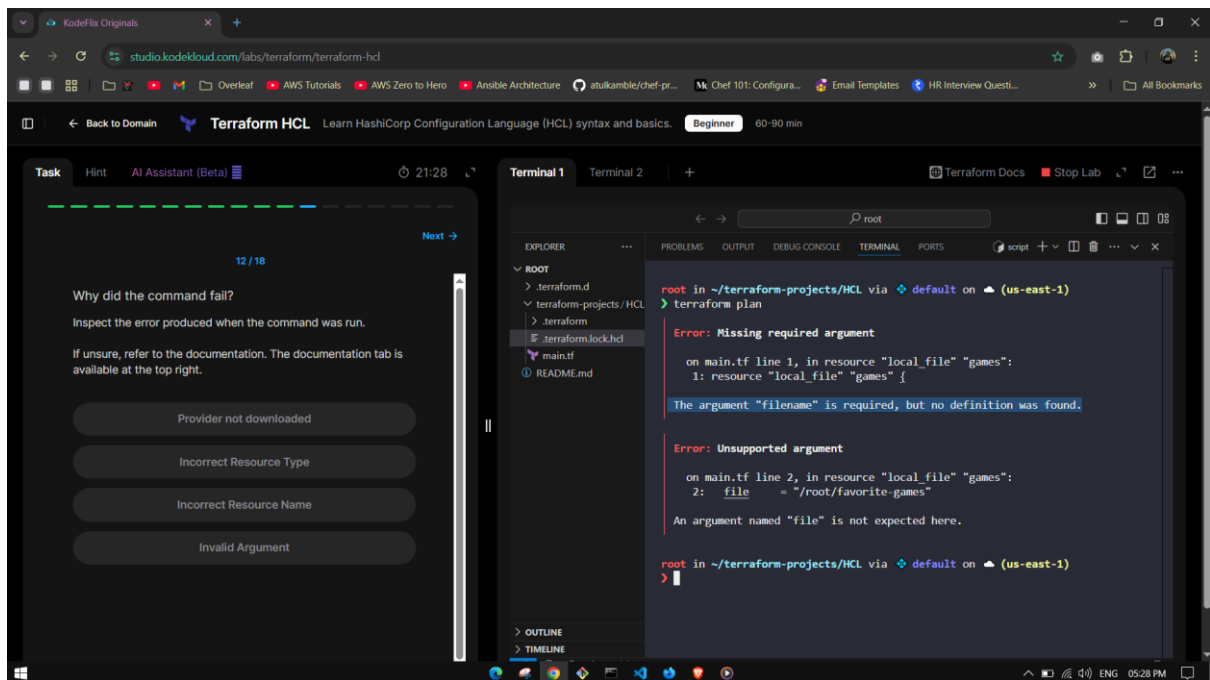 KodeFlix Originals
studio.kodekloud.com/labs/terraform/terraform-hcl
Overleaf
AWS Tutorials
AWS Zero to Hero
Ansible Architecture
atulkamble/chef-pr...
Chef 101: Configura...
Email Templates
HR Interview Questi...
All Bookmarks
Back to Domain
Terraform HCL
Learn HashiCorp Configuration Language (HCL) syntax and basics.
Beginner
60-90 min
Task
Hint
AI Assistant (Beta)
21:28
Terminal 1
Terminal 2
Terraform Docs
Stop Lab
Next →
12 / 18
Why did the command fail?
Inspect the error produced when the command was run.
If unsure, refer to the documentation. The documentation tab is
available at the top right.
Provider not downloaded
Incorrect Resource Type
Incorrect Resource Name
Invalid Argument
root
EXPLORER
ROOT
.terraform.d
terraform-projects / HCL
.terraform
.terraform.lock.hcl
main.tf
README.md
OUTLINE
TIMELINE
PROBLEMS OUTPUT DEBUG CONSOLE TERMINAL PORTS
script
root in ~/terraform-projects/HCL via default on (us-east-1)
❯ terraform plan
Error: Missing required argument
on main.tf line 1, in resource "local_file" "games":
1: resource "local_file" "games" {
The argument "filename" is required, but no definition was found.
Error: Unsupported argument
on main.tf line 2, in resource "local_file" "games":
2: file = "/root/favorite-games"
An argument named "file" is not expected here.
root in ~/terraform-projects/HCL via default on (us-east-1)
❯
ENG 05:28 PM